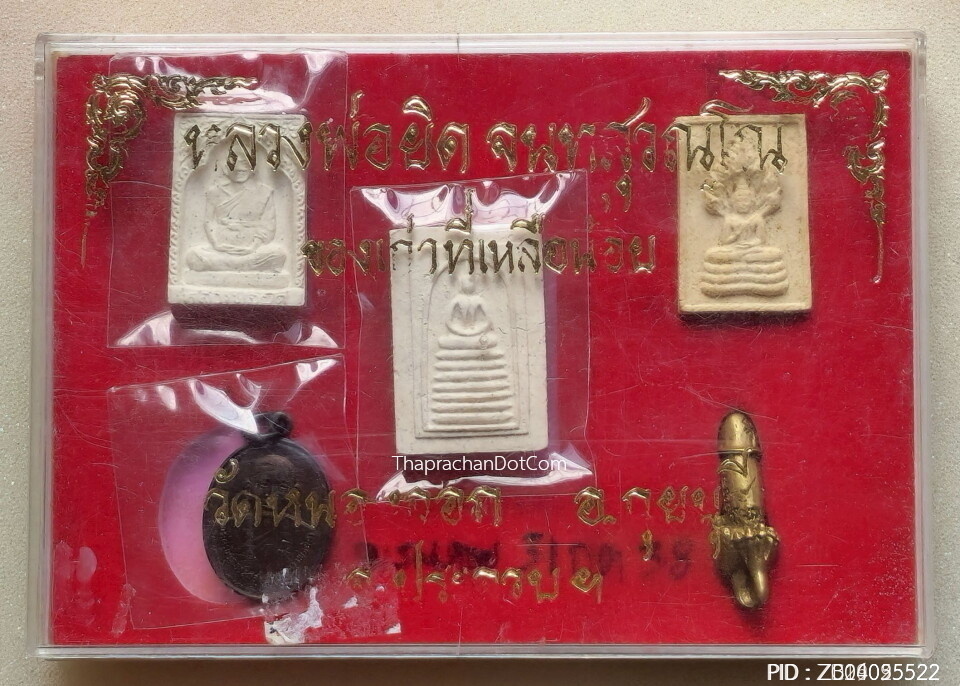 หลวงพ่อยิด จนฺทสุวณฺโณ
ของเก่าที่เหลือน้อย
ThaprachanDotCom
วัดหนองจอก อ.กุยบุรี
จ.ประจวบฯ
PID :